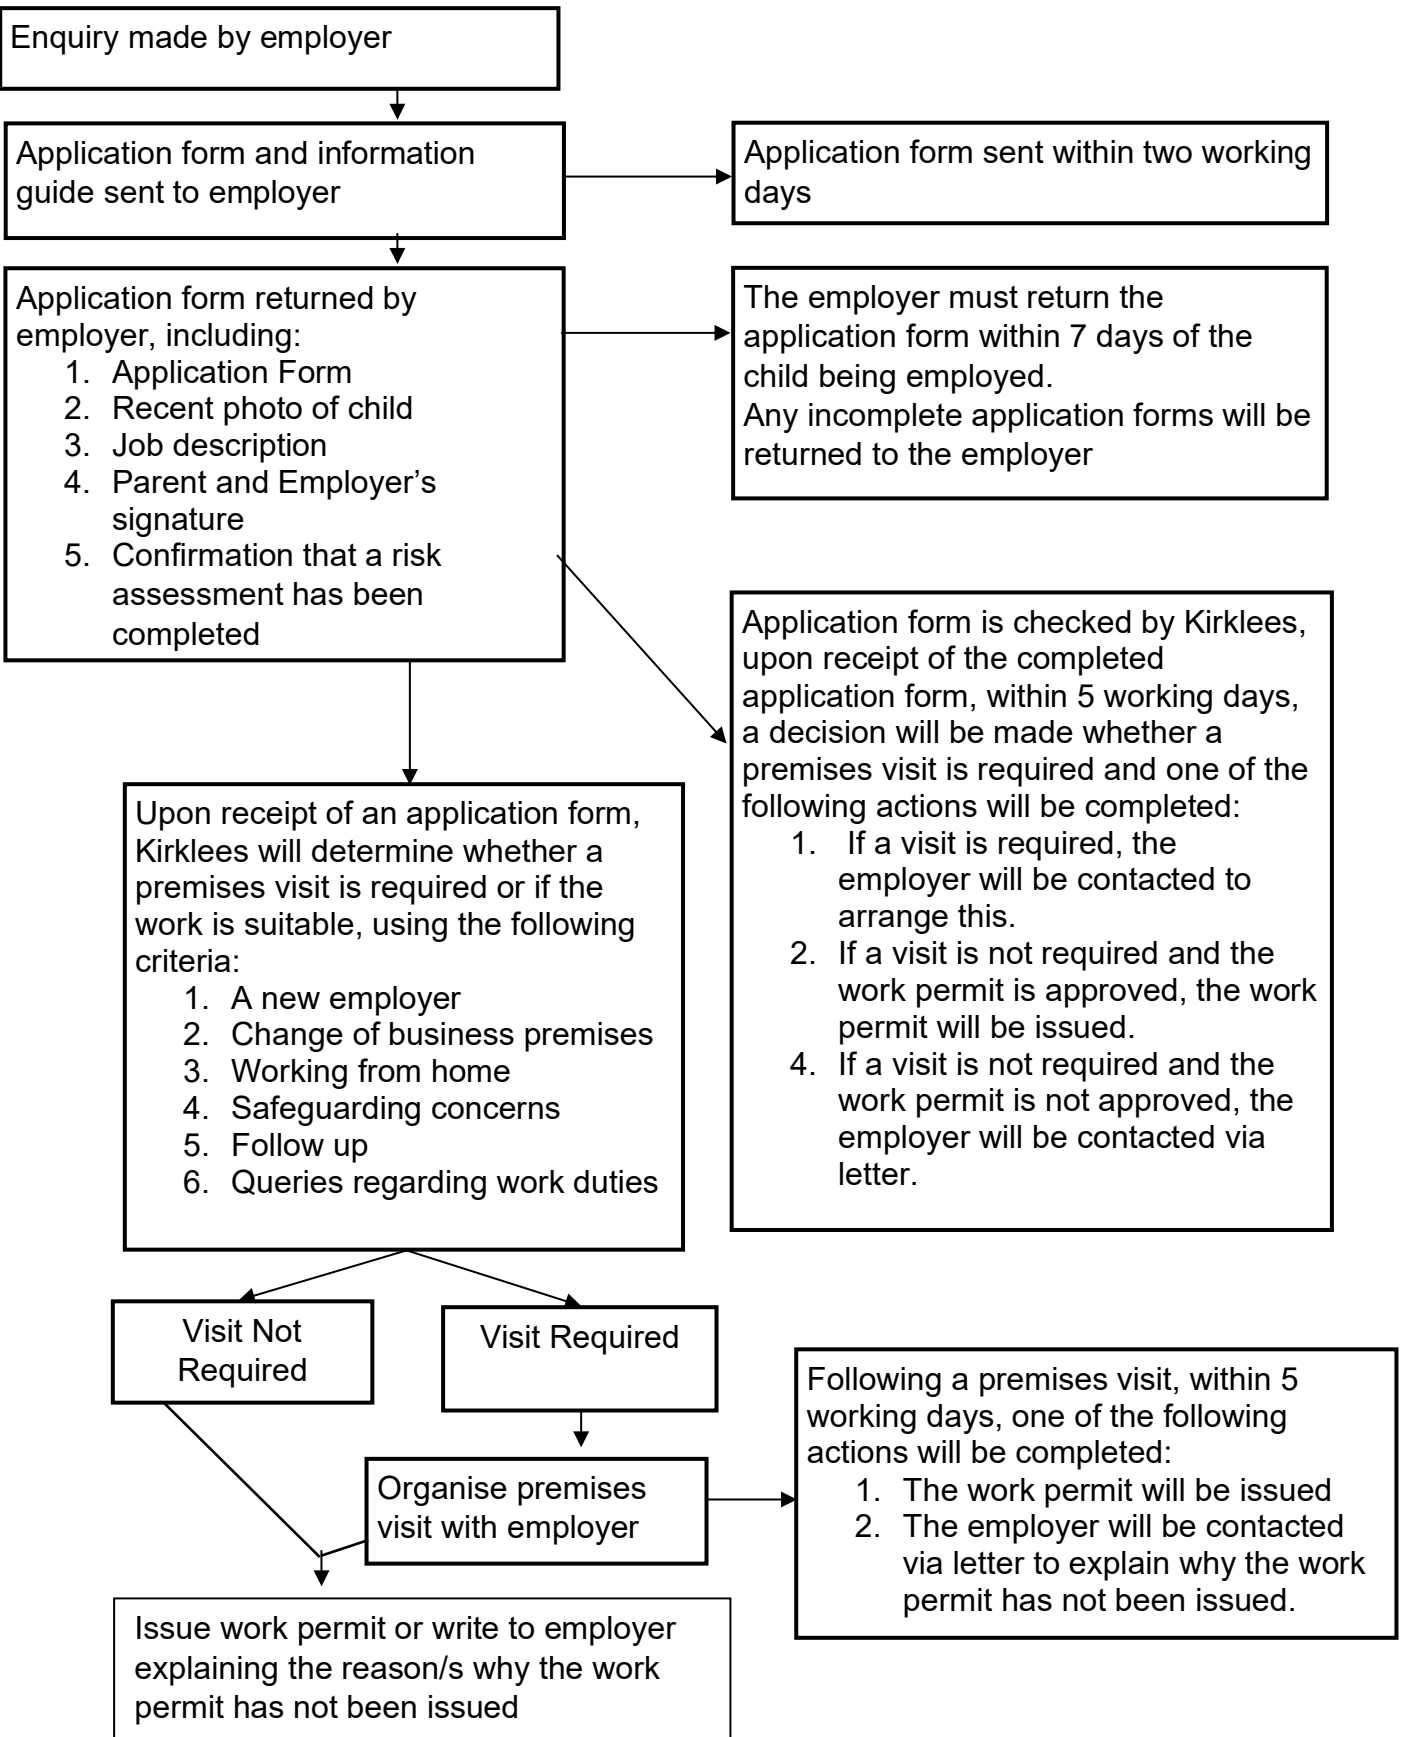 Enquiry made by employer
Application form and information
guide sent to employer
Application form sent within two working
days
Application form returned by
employer, including:
1. Application Form
2. Recent photo of child
3. Job description
4. Parent and Employer’s
signature
5. Confirmation that a risk
assessment has been
completed
The employer must return the
application form within 7 days of the
child being employed.
Any incomplete application forms will be
returned to the employer
Application form is checked by Kirklees,
upon receipt of the completed
application form, within 5 working days,
a decision will be made whether a
premises visit is required and one of the
following actions will be completed:
1. If a visit is required, the
employer will be contacted to
arrange this.
2. If a visit is not required and the
work permit is approved, the work
permit will be issued.
4. If a visit is not required and the
work permit is not approved, the
employer will be contacted via
letter.
Upon receipt of an application form,
Kirklees will determine whether a
premises visit is required or if the
work is suitable, using the following
criteria:
1. A new employer
2. Change of business premises
3. Working from home
4. Safeguarding concerns
5. Follow up
6. Queries regarding work duties
Visit Not
Required
Visit Required
Organise premises
visit with employer
Following a premises visit, within 5
working days, one of the following
actions will be completed:
1. The work permit will be issued
2. The employer will be contacted
via letter to explain why the work
permit has not been issued.
Issue work permit or write to employer
explaining the reason/s why the work
permit has not been issued